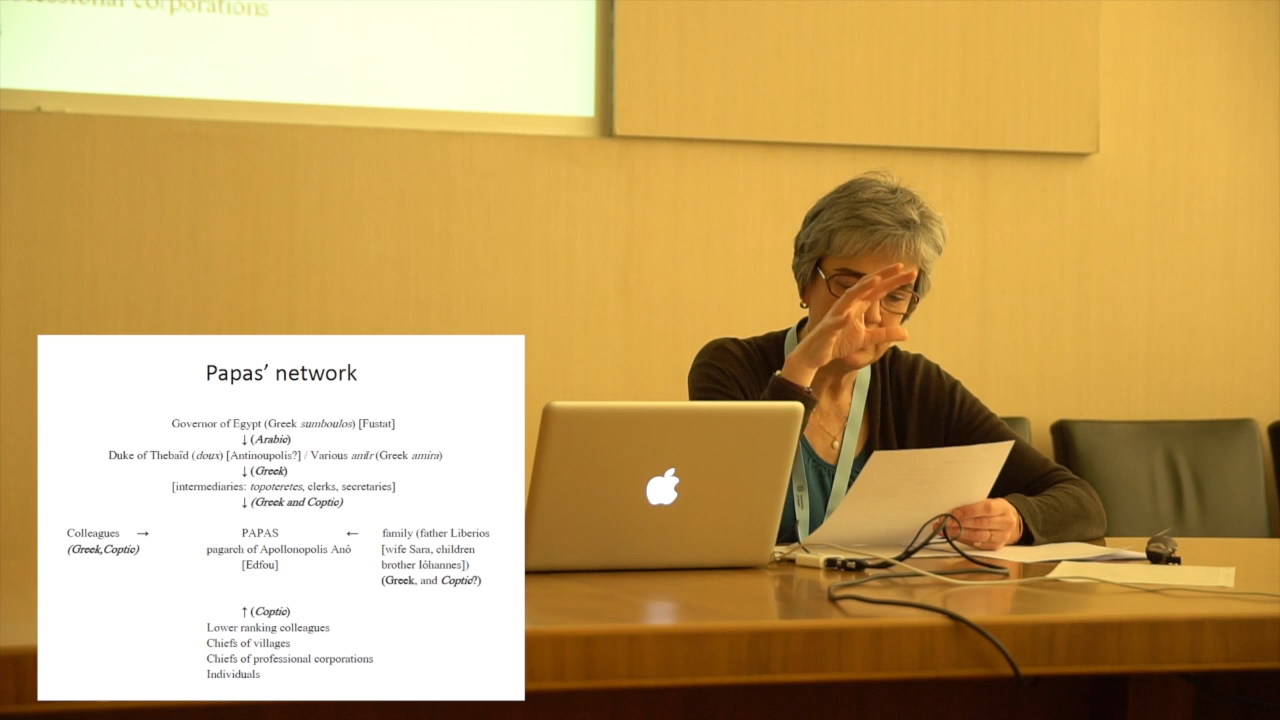 professional corporations
Papas’ network
Governor of Egypt (Greek sumboulos) [Fustat]
↓ (Arabic)
Duke of Thebaïd (doux) [Antinoupolis?] / Various amīr (Greek amira)
↓ (Greek)
[intermediaries: topoteretes, clerks, secretaries]
↓ (Greek and Coptic)
Colleagues → PAPAS ← family (father Liberios
(Greek,Coptic) pagarch of Apollonopolis Anô [wife Sara, children
[Edfou] brother Iôhannes])
(Greek, and Coptic?)
↑ (Coptic)
Lower ranking colleagues
Chiefs of villages
Chiefs of professional corporations
Individuals